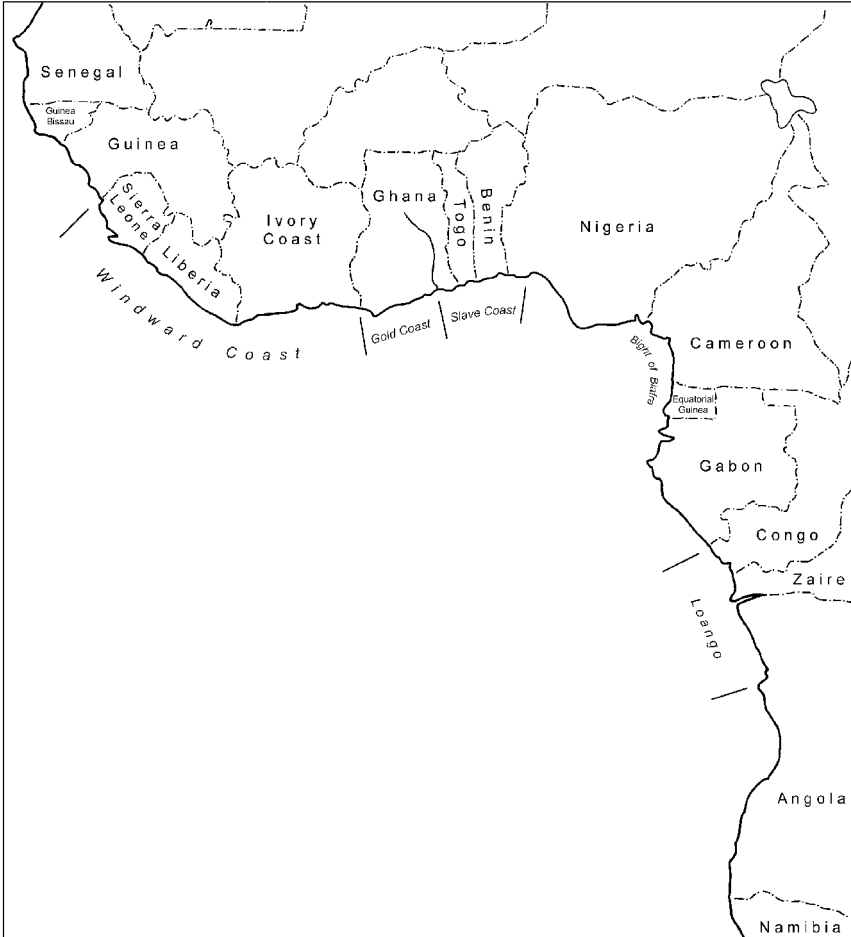 Senegal
Guinea
Bissau
Guinea
Sierra
Leone
Liberia
Ivory
Coast
Ghana
Togo
Benin
Nigeria
Windward Coast
Gold Coast
Slave Coast
Bight of Biafra
Cameroon
Equatorial
Guinea
Gabon
Congo
Zaire
Loango
Angola
Namibia